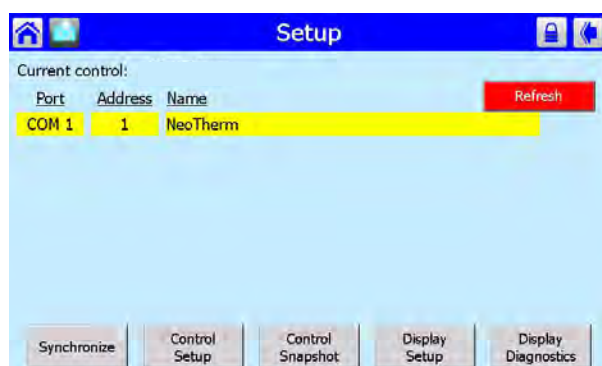 Setup
Current control:
Port Address Name
Refresh
COM 1 1 NeoTherm
Synchronize
Control
Setup
Control
Snapshot
Display
Setup
Display
Diagnostics